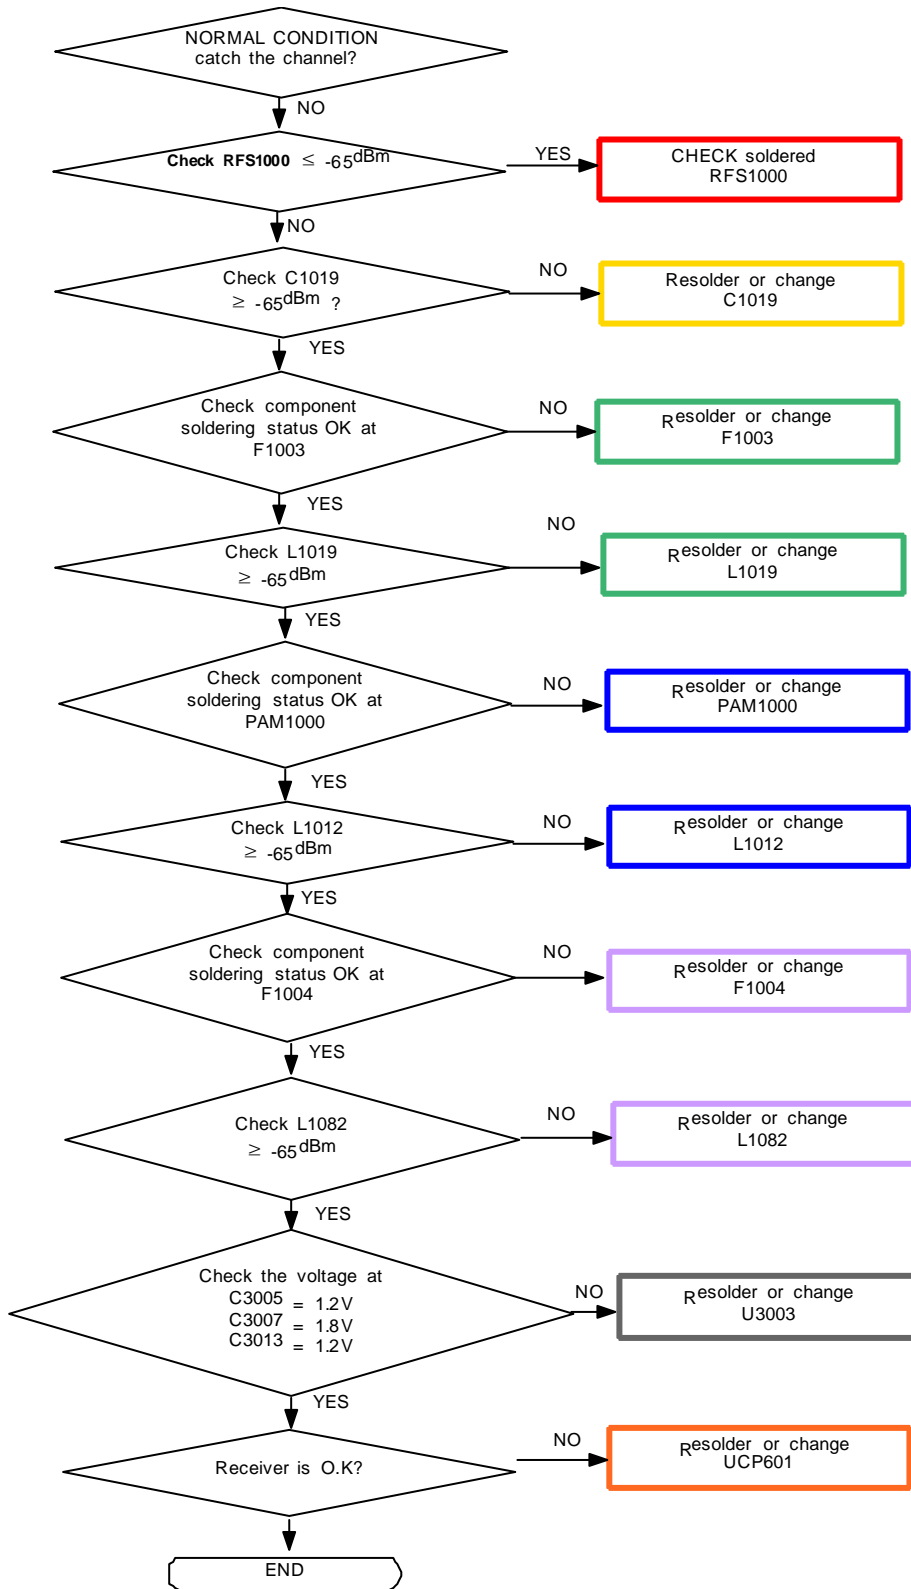 NORMAL CONDITION
catch the channel?
NO
Check RFS1000 ≤ -65dBm
YES
CHECK soldered
RFS1000
NO
Check C1019
≥ -65dBm ?
NO
Resolder or change
C1019
YES
Check component
soldering status OK at
F1003
NO
Resolder or change
F1003
YES
Check L1019
≥ -65dBm
NO
Resolder or change
L1019
YES
Check component
soldering status OK at
PAM1000
NO
Resolder or change
PAM1000
YES
Check L1012
≥ -65dBm
NO
Resolder or change
L1012
YES
Check component
soldering status OK at
F1004
NO
Resolder or change
F1004
YES
Check L1082
≥ -65dBm
NO
Resolder or change
L1082
YES
Check the voltage at
C3005 = 1.2V
C3007 = 1.8V
C3013 = 1.2V
NO
Resolder or change
U3003
YES
Receiver is O.K?
NO
Resolder or change
UCP601
END